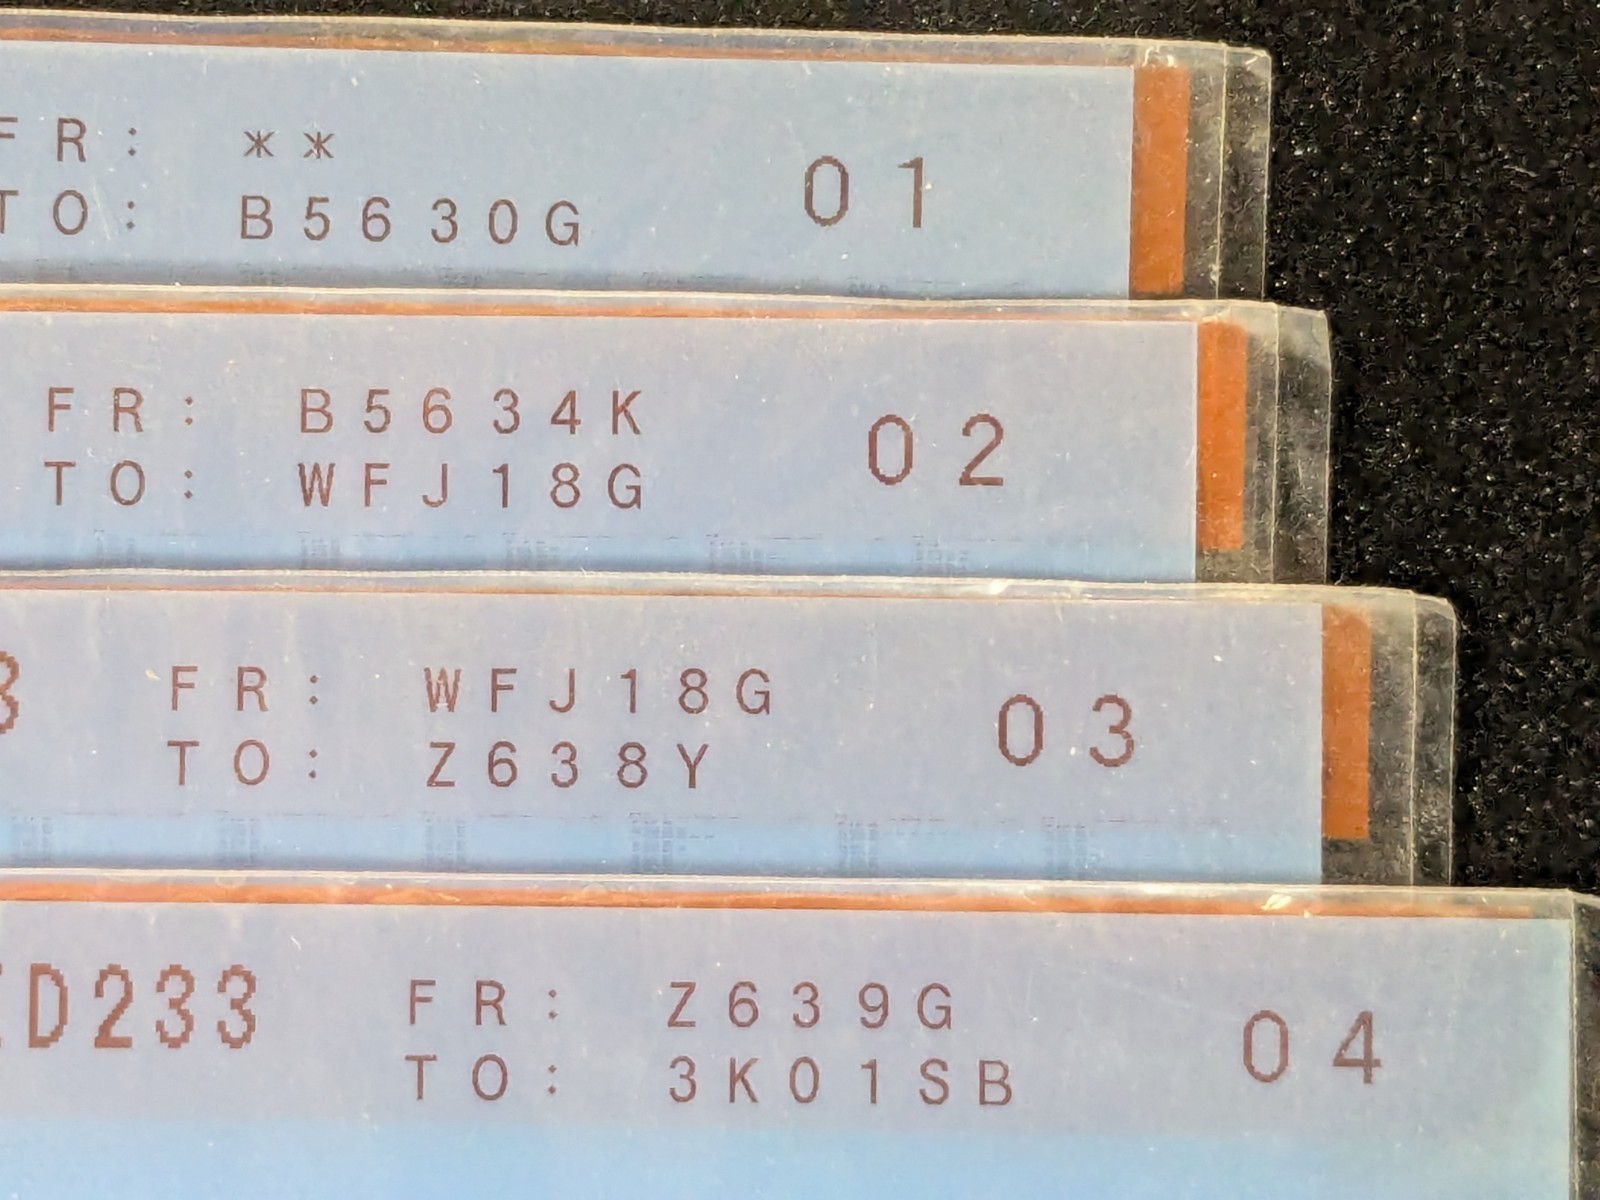 FR: ** 01
TO: B5630G
FR: B5634K 02
TO: WFJ18G
3 FR: WFJ18G 03
TO: Z638Y
D233 FR: Z639G 04
TO: 3K01SB